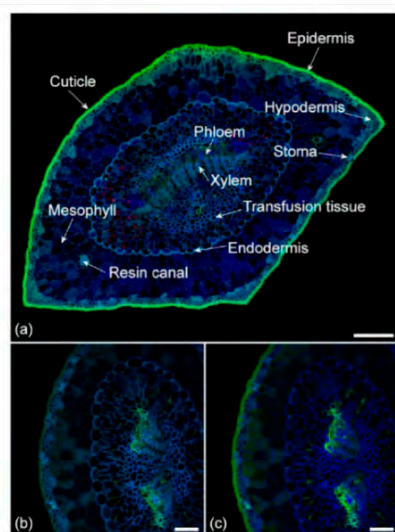 Epidermis
Cuticle
Hypodermis
Phloem
Stoma
Xylem
Mesophyll
Transfusion tissue
Endodermis
Resin canal
(a)
(b)
(c)